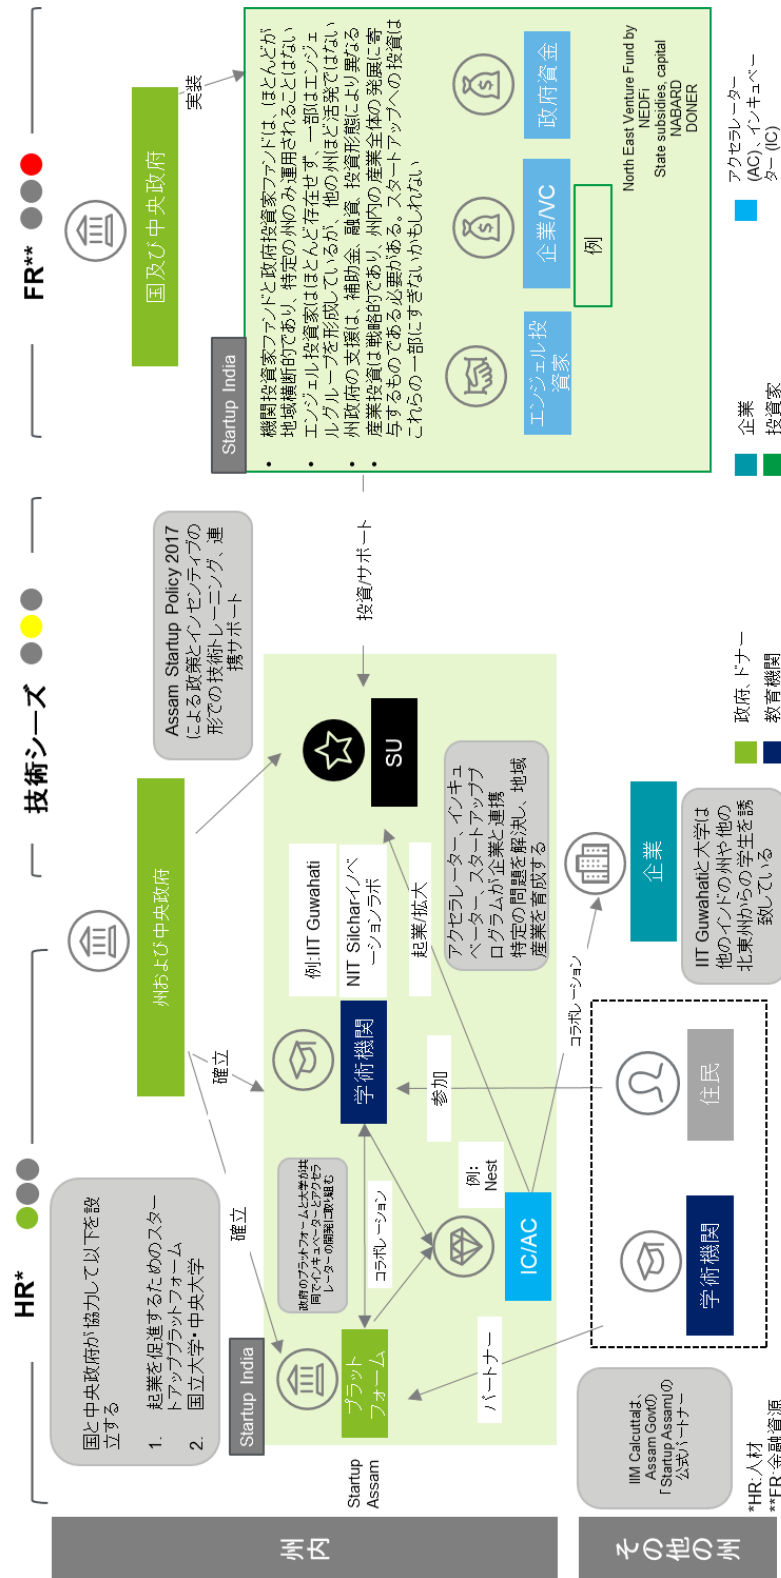 HR*
技術シーズ
FR**
州内
その他の州
国と中央政府が協力して以下を設
立する
1. 起業を促進するためのスター
トアッププラットフォーム
2. 国立大学・中央大学
州および中央政府
Assam Startup Policy 2017
による政策とインセンティブの
形での技術トレーニング、連
携サポート
国及び中央政府
実装
確立
確立
Startup India
Startup
Assam
プラット
フォーム
政府のプラットフォームと大学が共
同でインキュベーターとアクセラ
レーターの開発に取り組む
コラボレーション
学術機関
例:IIT Guwahati
NIT Silcharイノベ
ーションラボ
SU
起業/拡大
参加
例:
Nest
IC/AC
パートナー
アクセラレーター、インキュ
ベーター、スタートアッププ
ログラムが企業と連携
特定の問題を解決し、地域
産業を育成する
投資/サポート
コラボレーション
Startup India
• 機関投資家ファンドと政府投資家ファンドは、ほとんどが
地域横断的であり、特定の州のみ運用されることはない
• エンジェル投資家はほとんど存在せず、一部はエンジェ
ルグループを形成しているが、他の州ほど活発ではない
• 州政府の支援は、補助金、融資、投資形態により異なる
• 産業投資は戦略的であり、州内の産業全体の発展に寄
与するものである必要がある。スタートアップへの投資は
これらの一部にすぎないかもしれない
エンジェル投
資家
企業/VC
政府資金
例
North East Venture Fund by
NEDFi
State subsidies, capital
NABARD
DONER
IIM Calcuttaは、
Assam Govtの
「Startup Assam」の
公式パートナー
学術機関
住民
企業
IIT Guwahatiと大学は
他のインドの州や他の
北東州からの学生を誘
致している
*HR:人材
**FR:金融資源
政府、ドナー
教育機関
企業
投資家
アクセラレーター
(AC)、インキュベー
ター (IC)